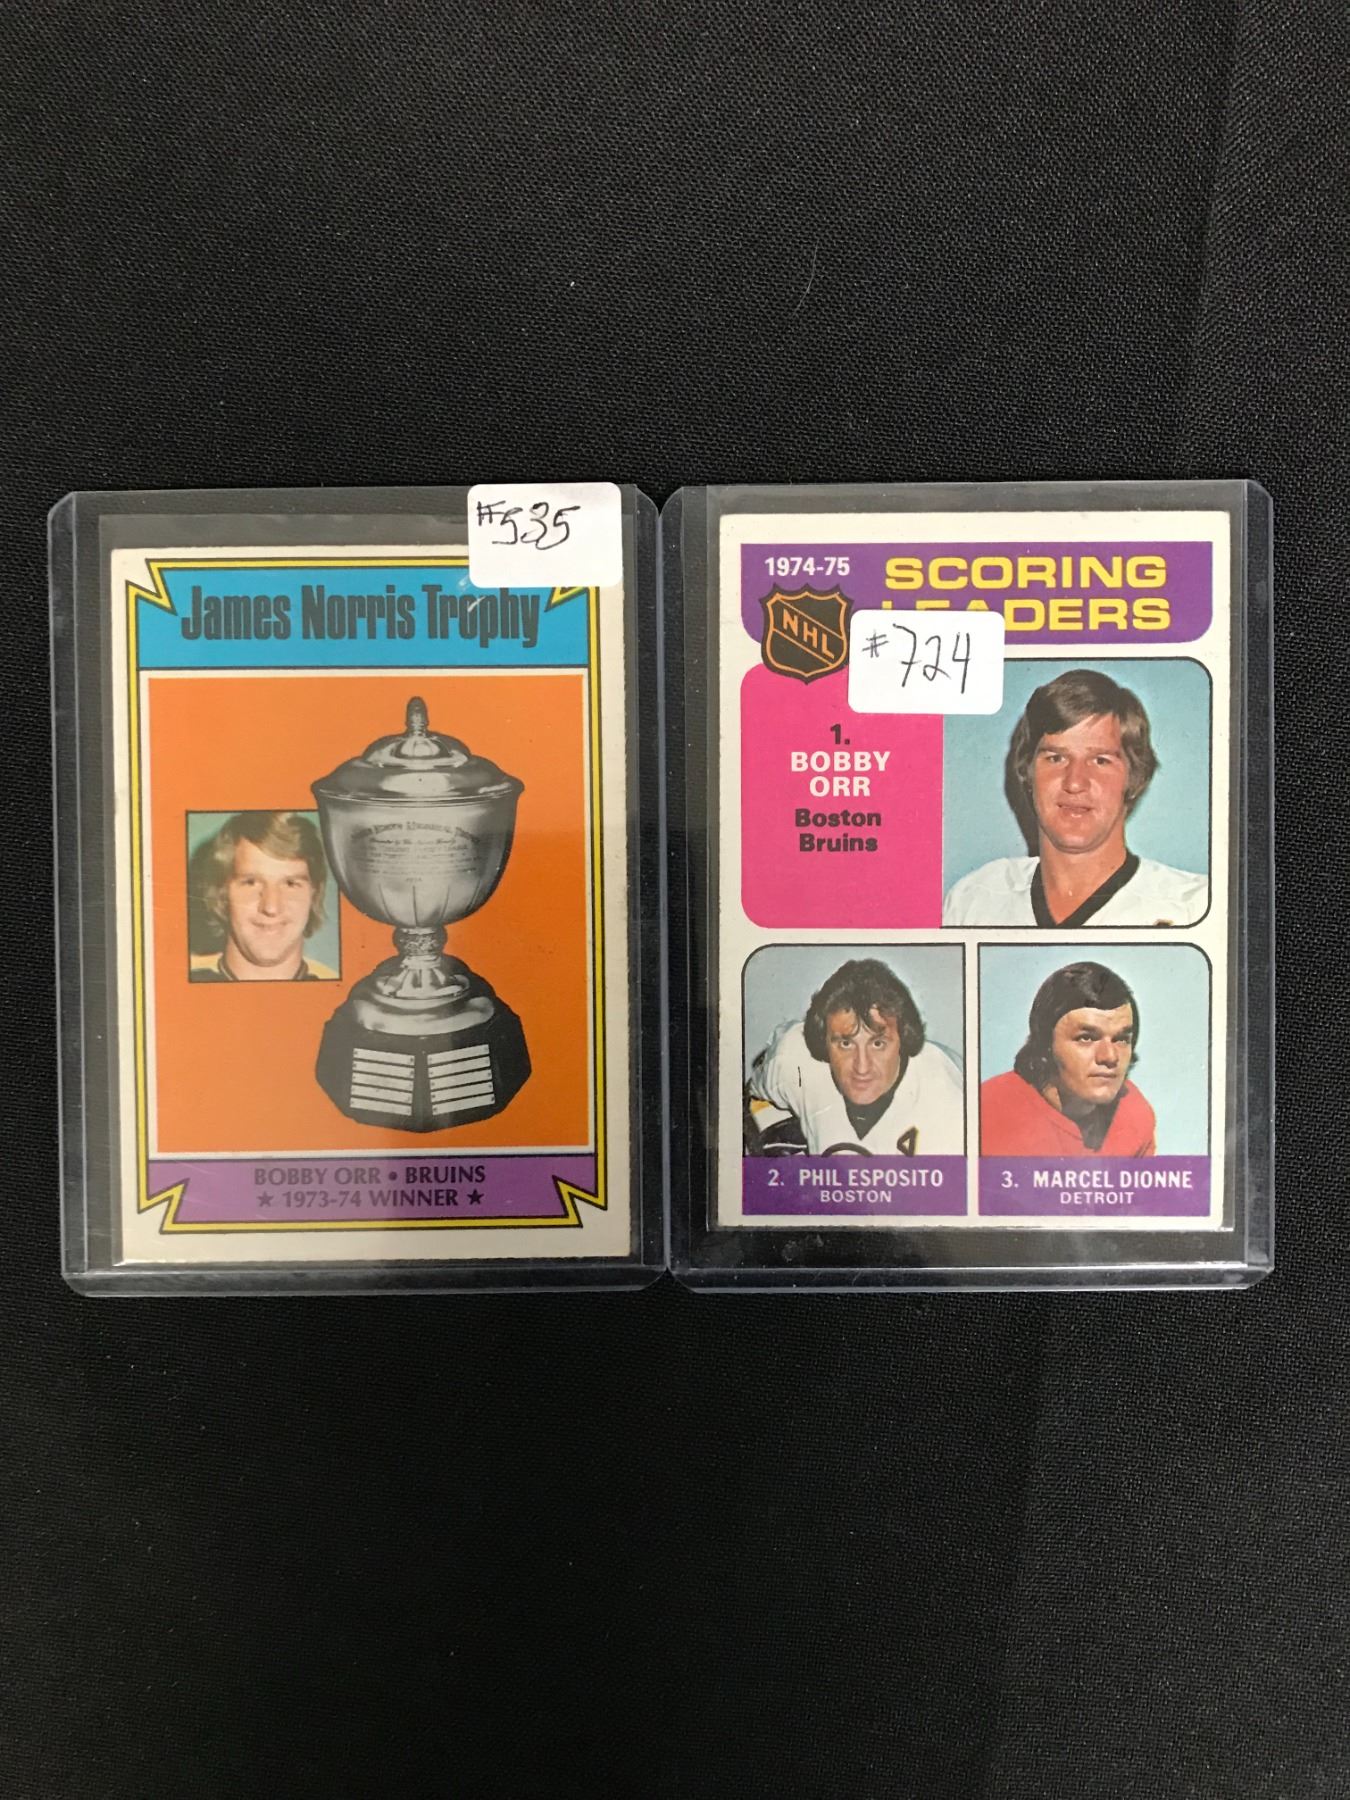 #535
James Norris Trophy
BOBBY ORR • BRUINS
★ 1973-74 WINNER ★
1974-75
SCORING
LEADERS
NHL
#724
1.
BOBBY
ORR
Boston
Bruins
2. PHIL ESPOSITO
BOSTON
3. MARCEL DIONNE
DETROIT